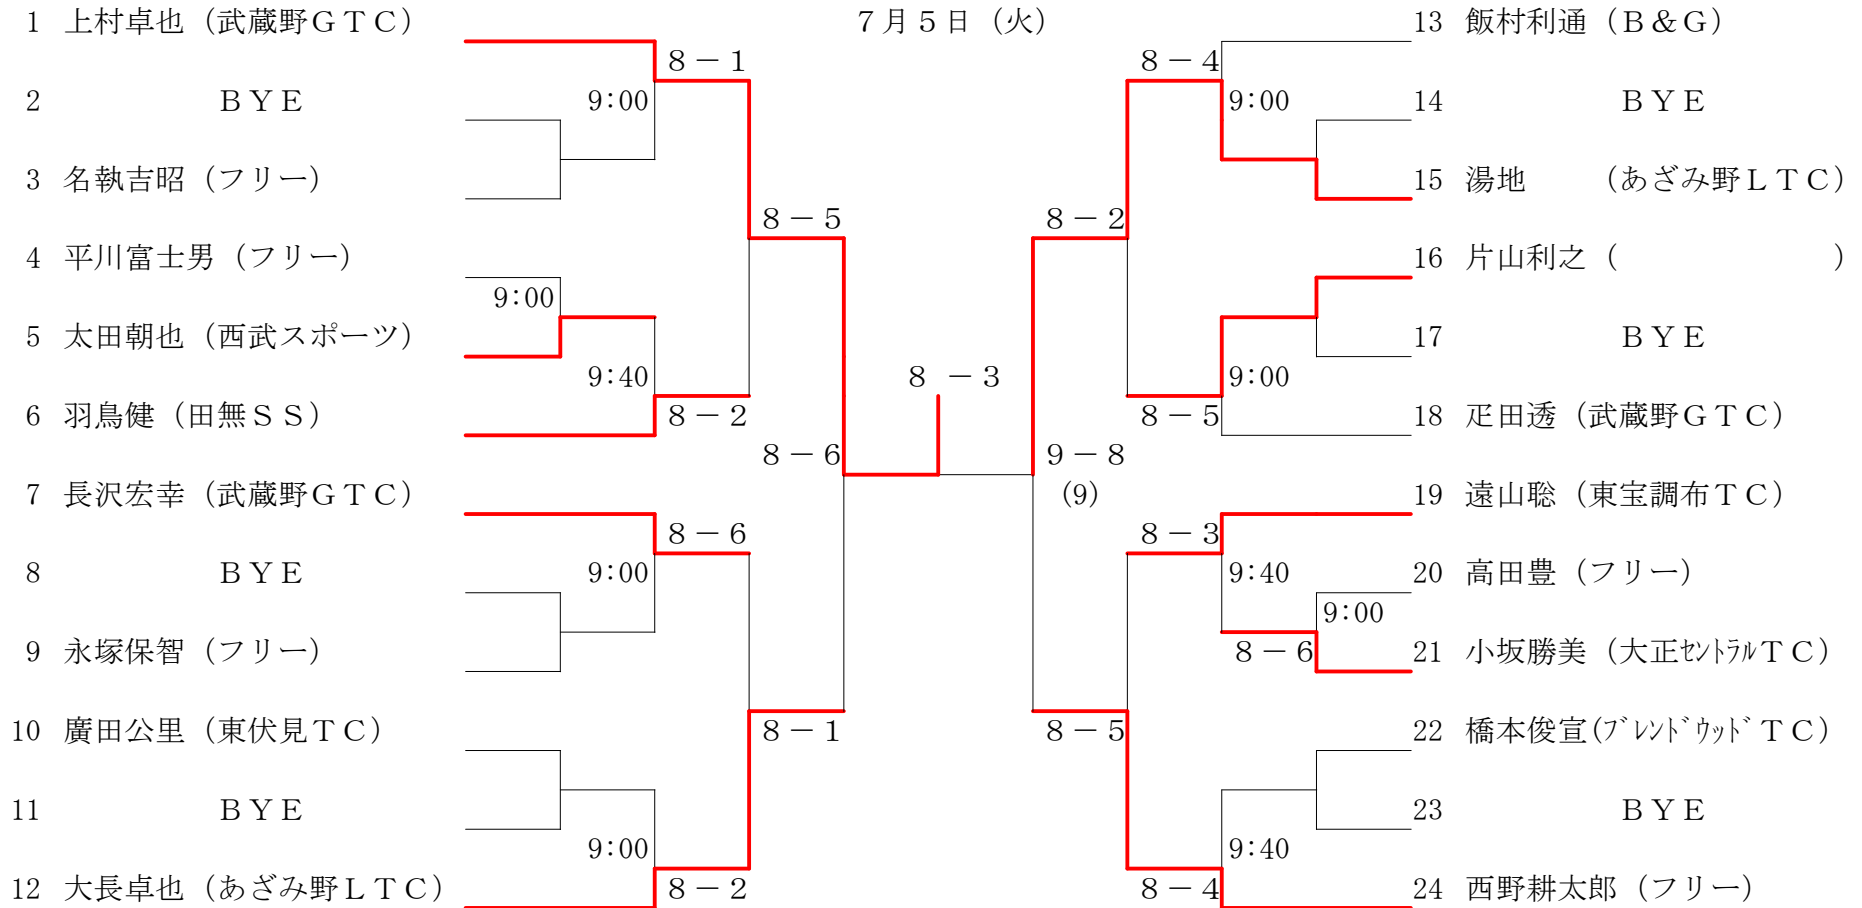 7月5日（火）
1 上村卓也（武蔵野GTC）
8－1
2 BYE
9:00
3 名執吉昭（フリー）
8－5
4 平川富士男（フリー）
9:00
5 太田朝也（西武スポーツ）
9:40
6 羽鳥健（田無SS）
8－2
8－6
7 長沢宏幸（武蔵野GTC）
8－6
8 BYE
9:00
9 永塚保智（フリー）
10 廣田公里（東伏見TC）
8－1
11 BYE
9:00
12 大長卓也（あざみ野LTC）
8－2
8 －3
13 飯村利通（B＆G）
8－4
9:00
14 BYE
15 湯地　　（あざみ野LTC）
8－2
16 片山利之（　　　　　　　）
17 BYE
9:00
8－5
18 疋田透（武蔵野GTC）
9－8
(9)
19 遠山聡（東宝調布TC）
8－3
9:40
20 高田豊（フリー）
9:00
8－6
21 小坂勝美（大正ｾﾝﾄﾗﾙTC）
8－5
22 橋本俊宣(ﾌﾞﾚﾝﾄﾞｳｯﾄﾞTC）
23 BYE
9:40
8－4
24 西野耕太郎（フリー）